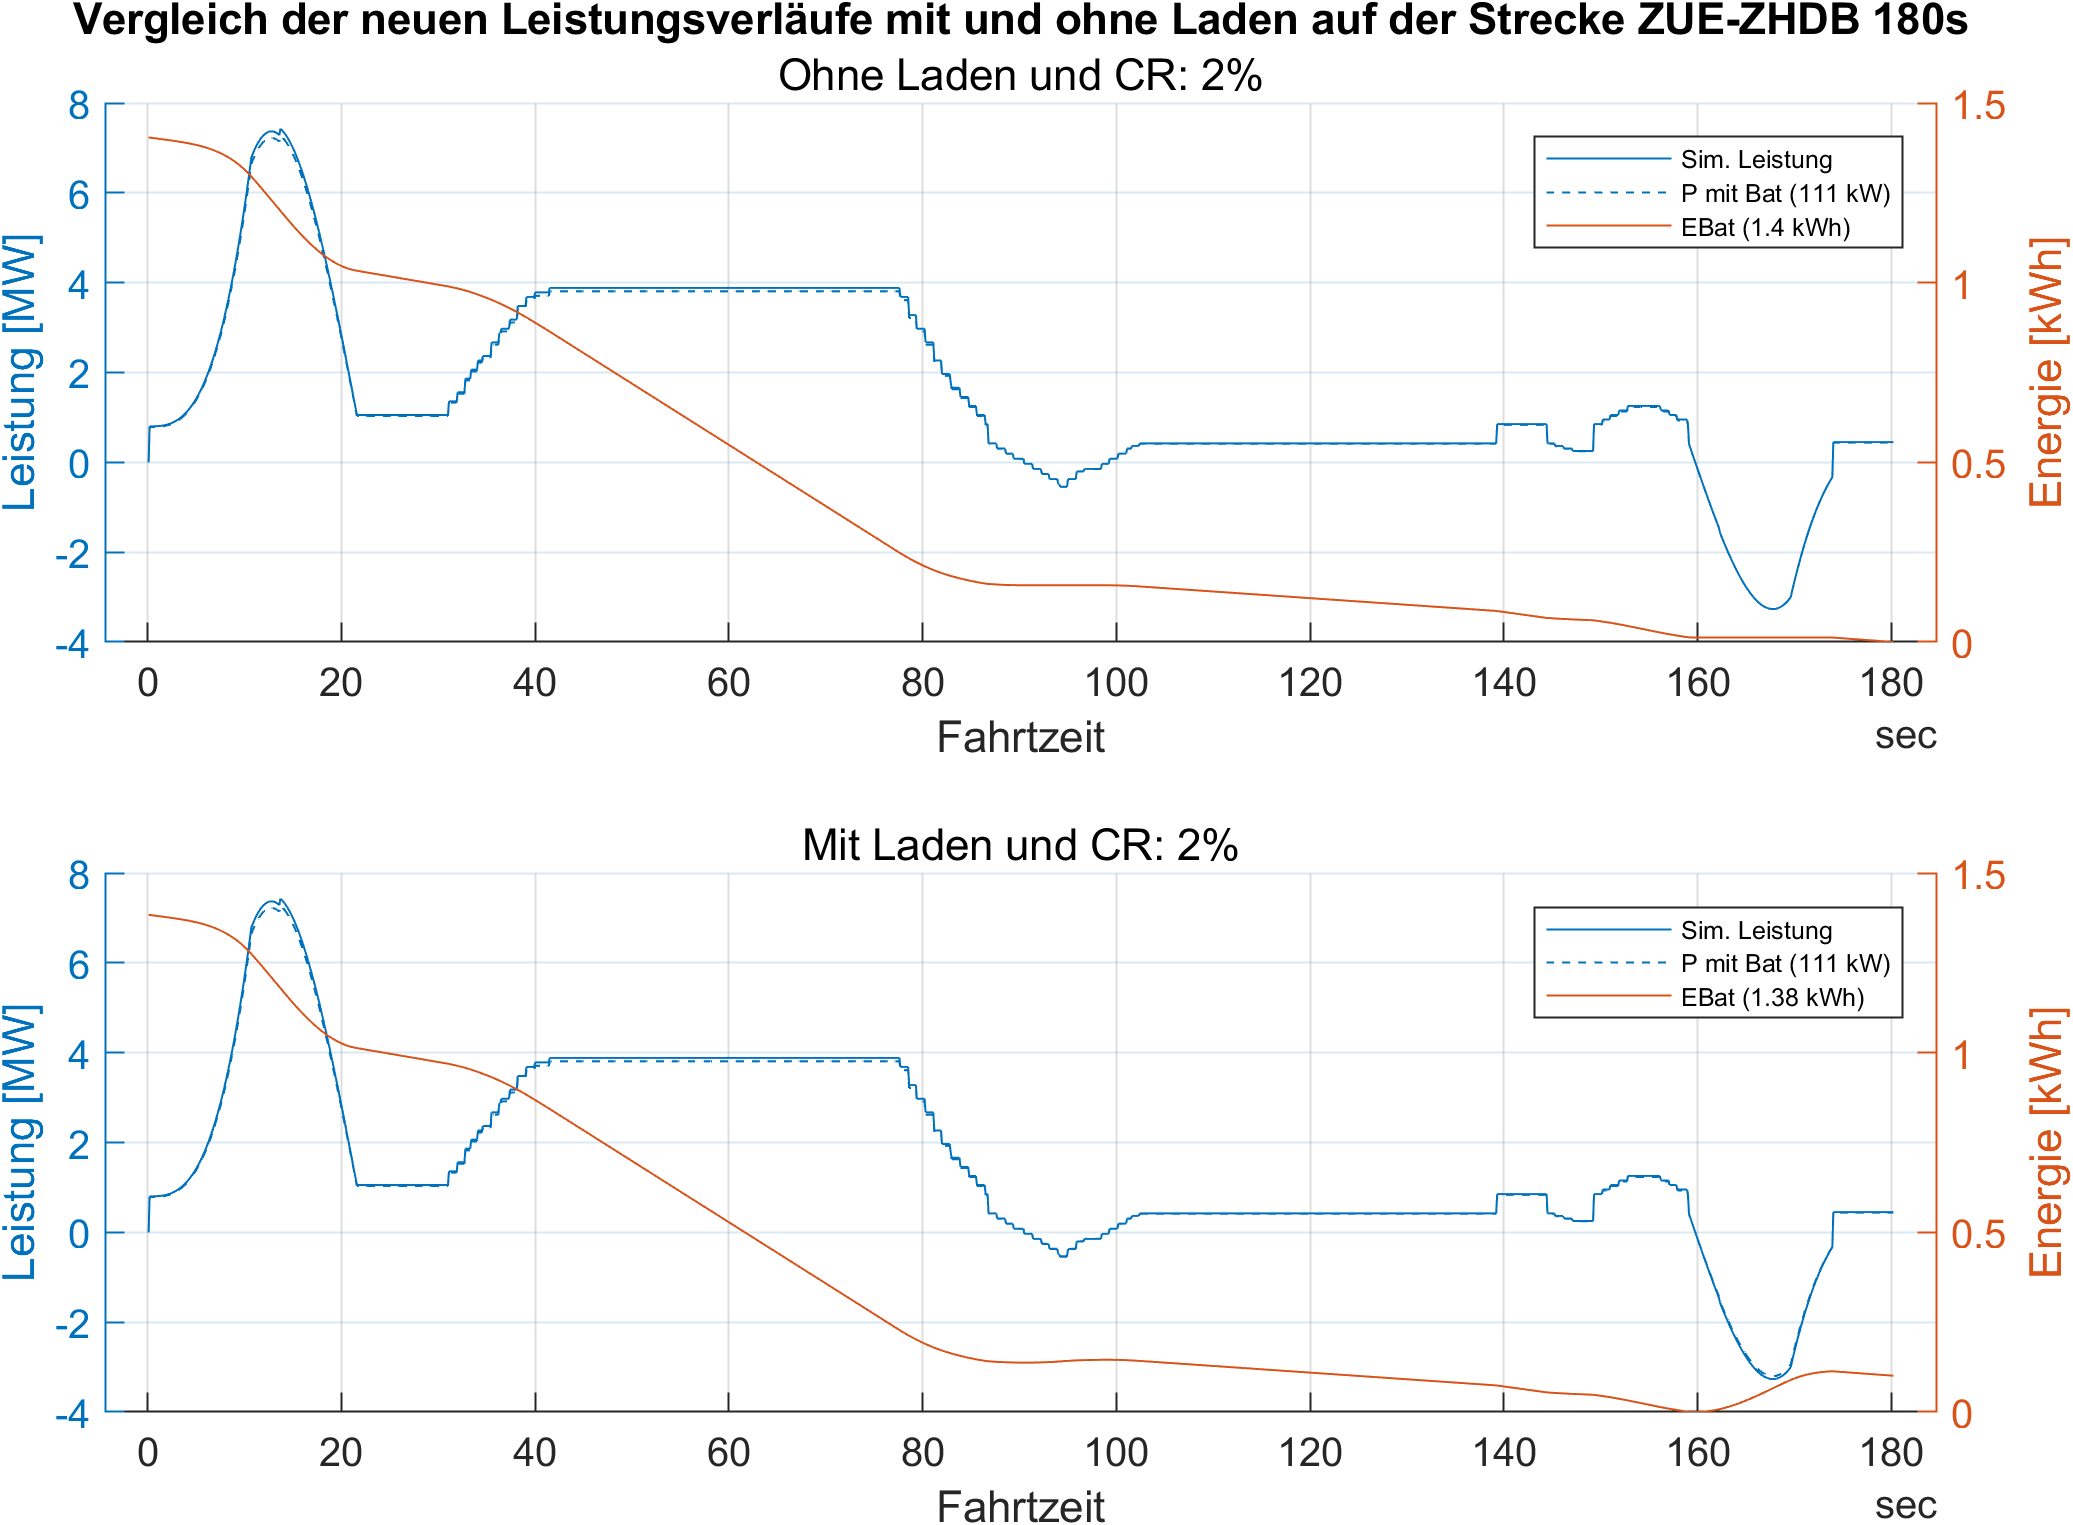 Vergleich der neuen Leistungsverläufe mit und ohne Laden auf der Strecke ZUE-ZHDB 180s
Ohne Laden und CR: 2%
8
6
4
2
0
-2
-4
Leistung [MW]
1.5
1
0.5
0
Energie [kWh]
Sim. Leistung
P mit Bat (111 kW)
EBat (1.4 kWh)
0 20 40 60 80 100 120 140 160 180
Fahrtzeit sec
Mit Laden und CR: 2%
8
6
4
2
0
-2
-4
Leistung [MW]
1.5
1
0.5
0
Energie [kWh]
Sim. Leistung
P mit Bat (111 kW)
EBat (1.38 kWh)
0 20 40 60 80 100 120 140 160 180
Fahrtzeit sec